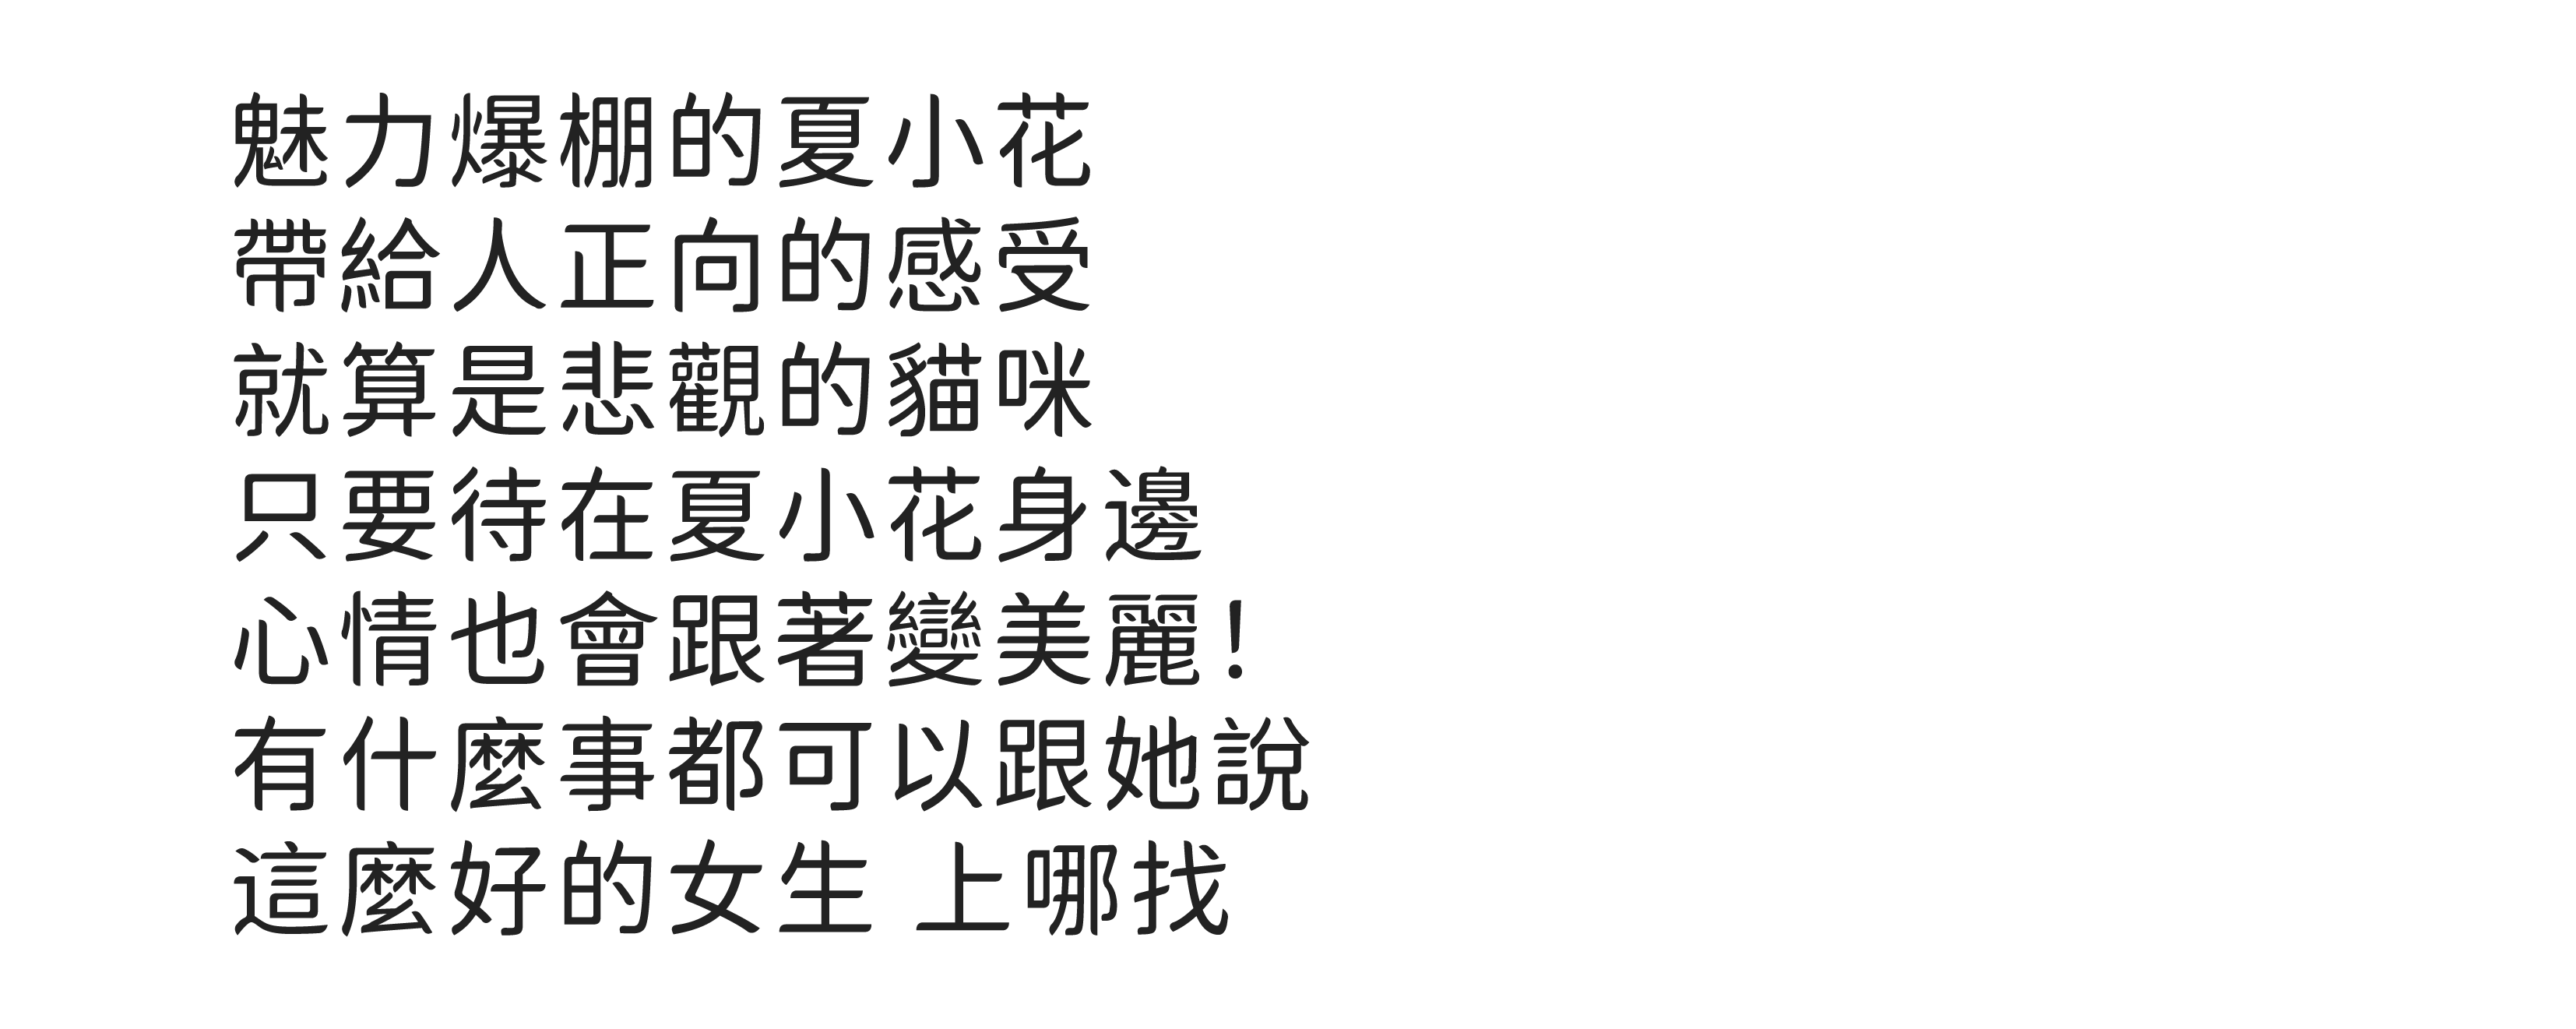 魅力爆棚的夏小花
帶給人正向的感受
就算是悲觀的貓咪
只要待在夏小花身邊
心情也會跟著變美麗!
有什麼事都可以跟她說
這麼好的女生 上哪找